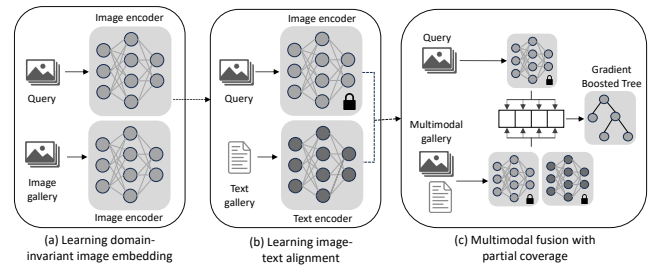 Image encoder
Query
Image
gallery
Image encoder
(a) Learning domain-
invariant image embedding
Image encoder
Query
Text
gallery
Text encoder
(b) Learning image-
text alignment
Query
Gradient
Boosted Tree
Multimodal
gallery
(c) Multimodal fusion with
partial coverage